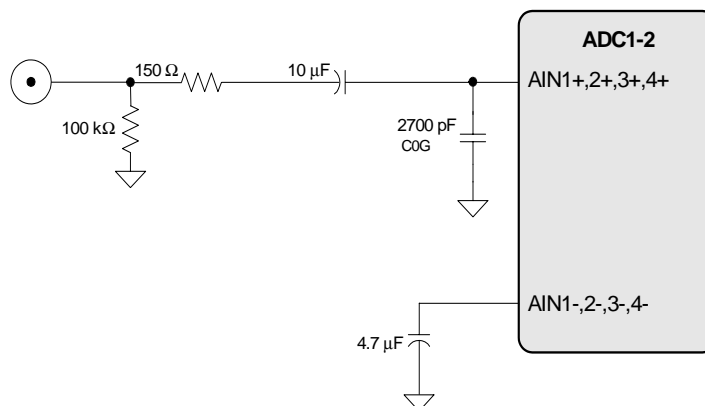 ADC1-2
150 Ω
10 µF
AIN1+,2+,3+,4+
100 kΩ
2700 pF
C0G
AIN1-,2-,3-,4-
4.7 µF